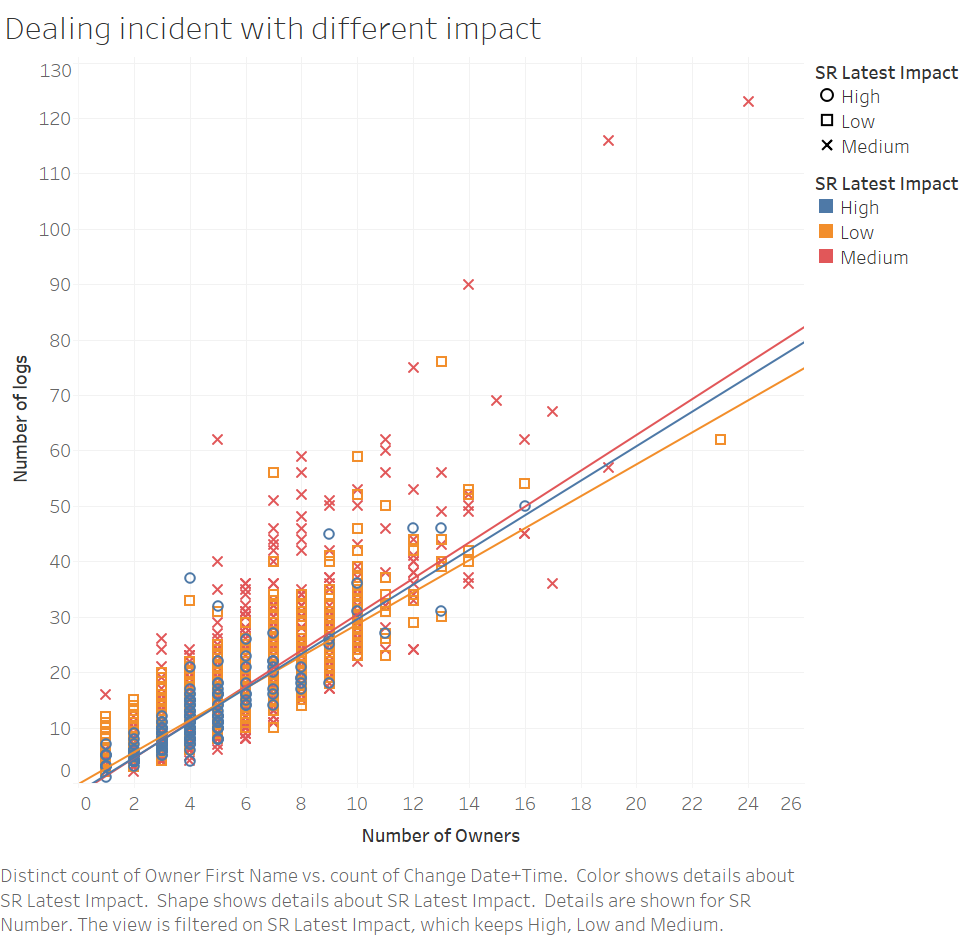 Dealing incident with different impact
SR Latest Impact
High
Low
Medium
SR Latest Impact
High
Low
Medium
130
120
110
100
90
80
70
60
50
40
30
20
10
0
Number of logs
0 2 4 6 8 10 12 14 16 18 20 22 24 26
Number of Owners
Distinct count of Owner First Name vs. count of Change Date+Time. Color shows details about
SR Latest Impact. Shape shows details about SR Latest Impact. Details are shown for SR
Number. The view is filtered on SR Latest Impact, which keeps High, Low and Medium.